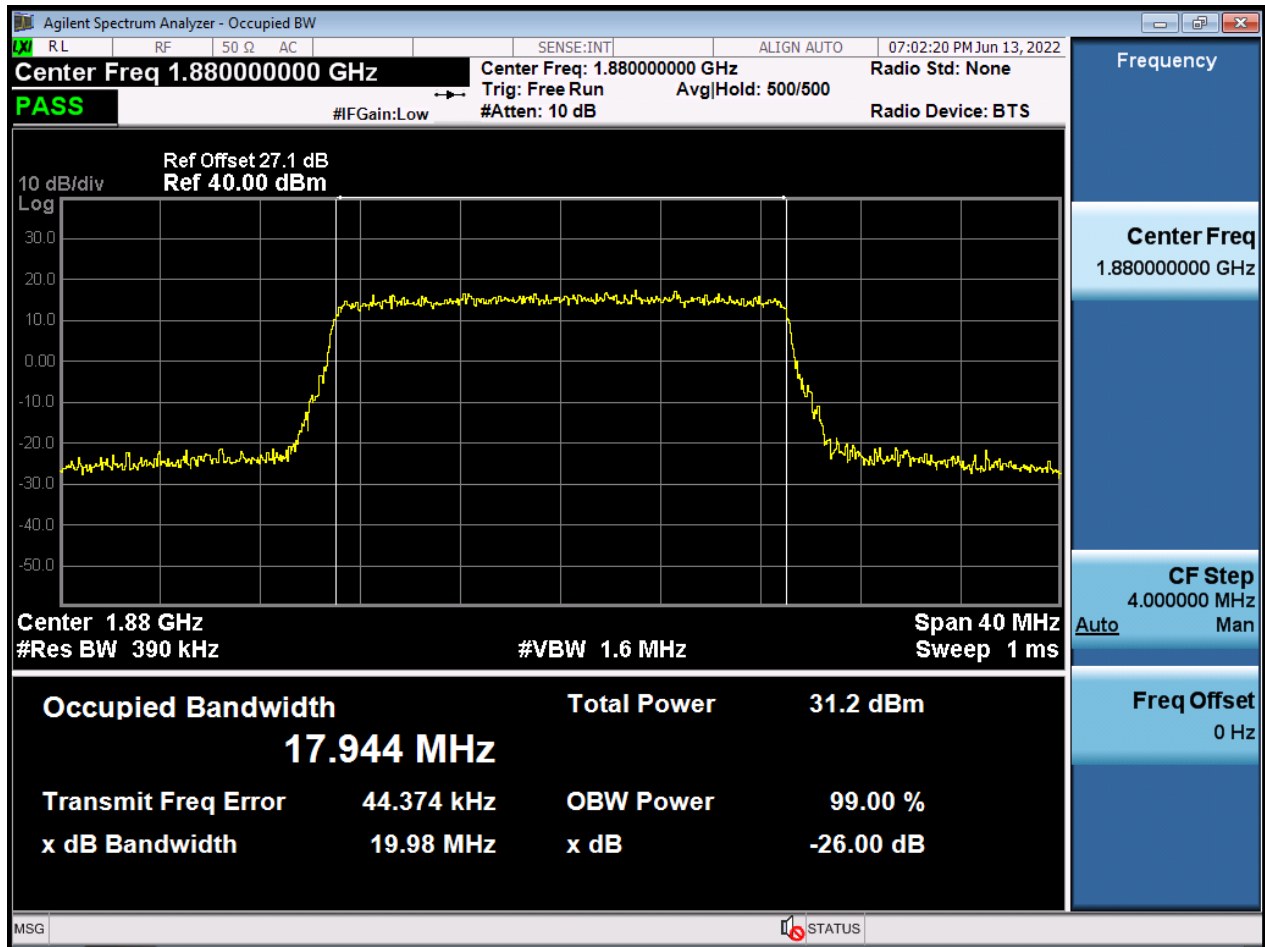 Agilent Spectrum Analyzer - Occupied BW
LXI RL RF 50 Ω AC SENSE:INT ALIGN AUTO 07:02:20 PM Jun 13, 2022
Center Freq 1.880000000 GHz
Center Freq: 1.880000000 GHz Radio Std: None
Trig: Free Run Avg|Hold: 500/500
PASS #IFGain:Low #Atten: 10 dB Radio Device: BTS
Ref Offset 27.1 dB
10 dB/div Ref 40.00 dBm
Log
30.0
20.0
10.0
0.00
-10.0
-20.0
-30.0
-40.0
-50.0
Center 1.88 GHz Span 40 MHz
#Res BW 390 kHz #VBW 1.6 MHz Sweep 1 ms
Occupied Bandwidth Total Power 31.2 dBm
17.944 MHz
Transmit Freq Error 44.374 kHz OBW Power 99.00 %
x dB Bandwidth 19.98 MHz x dB -26.00 dB
MSG STATUS
Frequency
Center Freq
1.880000000 GHz
CF Step
4.000000 MHz
Auto Man
Freq Offset
0 Hz